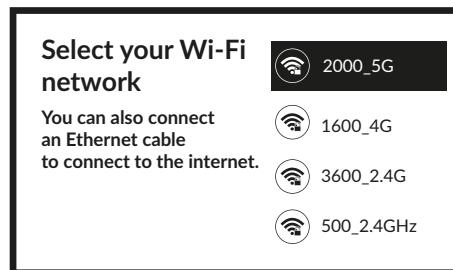 Select your Wi-Fi
network
You can also connect
an Ethernet cable
to connect to the internet.
2000_5G
1600_4G
3600_2.4G
500_2.4GHz